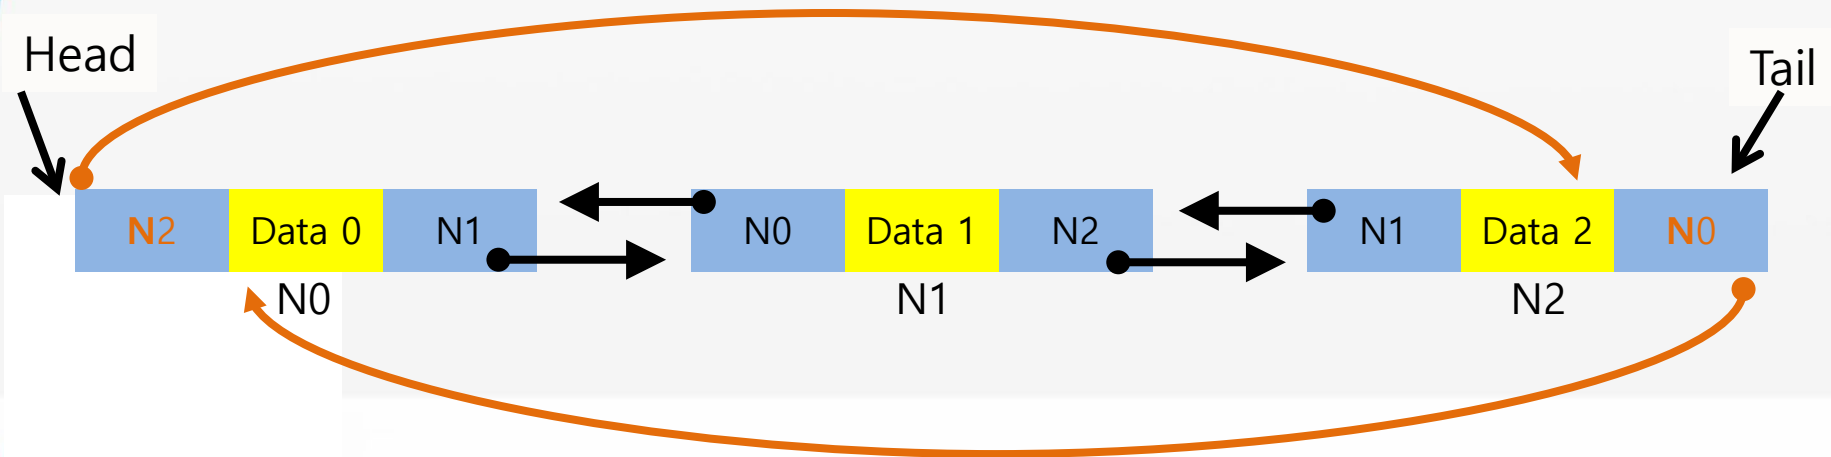 Head
Tail
N2 Data 0 N1
N0 Data 1 N2
N1 Data 2 N0
N0
N1
N2